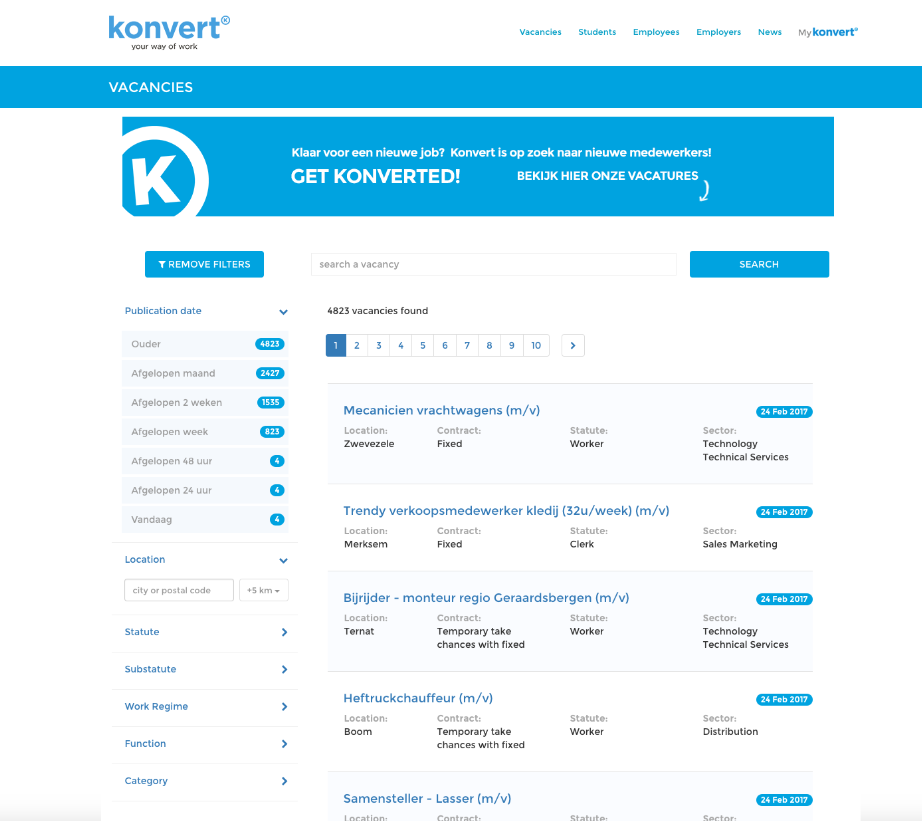 konvert®
your way of work
Vacancies Students Employees Employers News My konvert®
VACANCIES
K
Klaar voor een nieuwe job? Konvert is op zoek naar nieuwe medewerkers!
GET KONVERTED! BEKIJK HIER ONZE VACATURES
REMOVE FILTERS
search a vacancy
SEARCH
Publication date
Ouder 4823
Afgelopen maand 2427
Afgelopen 2 weken 1535
Afgelopen week 823
Afgelopen 48 uur 4
Afgelopen 24 uur 4
Vandaag 4
Location
city or postal code +5 km
Statute
Substatute
Work Regime
Function
Category
4823 vacancies found
1 2 3 4 5 6 7 8 9 10
Mecanicien vrachtwagens (m/v) 24 Feb 2017
Location: Contract: Statute: Sector:
Zwevezele Fixed Worker Technology
Technical Services
Trendy verkoopsmedewerker kledij (32u/week) (m/v) 24 Feb 2017
Location: Contract: Statute: Sector:
Merksem Fixed Clerk Sales Marketing
Bijrijder - monteur regio Geraardsbergen (m/v) 24 Feb 2017
Location: Contract: Statute: Sector:
Ternat Temporary take Worker Technology
chances with fixed Technical Services
Heftruckchauffeur (m/v) 24 Feb 2017
Location: Contract: Statute: Sector:
Boom Temporary take Worker Distribution
chances with fixed
Samensteller - Lasser (m/v) 24 Feb 2017
Location: Contract: Statute: Sector: